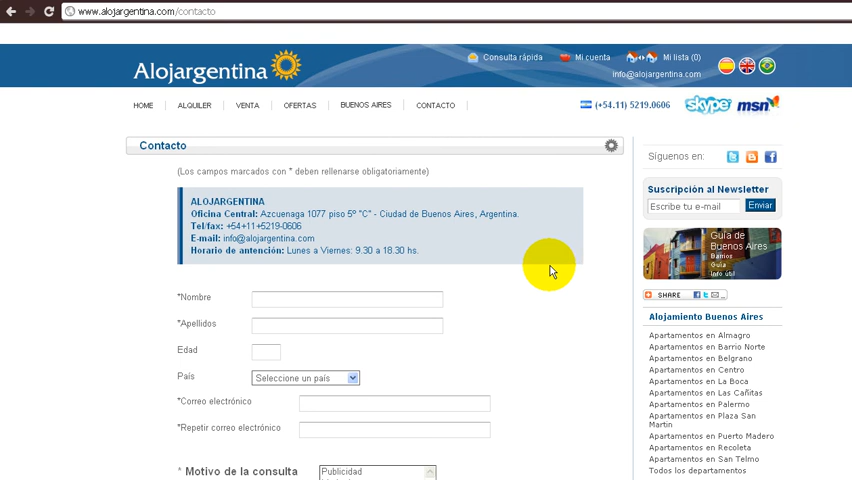 www.alojargentina.com/contacto
Alojargentina
Consulta rápida
Mi cuenta
Mi lista (0)
info@alojargentina.com
HOME
ALQUILER
VENTA
OFERTAS
BUENOS AIRES
CONTACTO
(+54.11) 5219.0606
skype
msn
Contacto
(Los campos marcados con * deben rellenarse obligatoriamente)
ALOJARGENTINA
Oficina Central: Azcuenaga 1077 piso 5º "C" - Ciudad de Buenos Aires, Argentina.
Tel/fax: +54+11+5219-0606
E-mail: info@alojargentina.com
Horario de antención: Lunes a Viernes: 9.30 a 18.30 hs.
*Nombre
*Apellidos
Edad
País
Seleccione un país
*Correo electrónico
*Repetir correo electrónico
* Motivo de la consulta
Publicidad
Síguenos en:
Suscripción al Newsletter
Escribe tu e-mail
Enviar
Guía de
Buenos Aires
Barrios
Guía
Info útil
SHARE
Alojamiento Buenos Aires
Apartamentos en Almagro
Apartamentos en Barrio Norte
Apartamentos en Belgrano
Apartamentos en Centro
Apartamentos en La Boca
Apartamentos en Las Cañitas
Apartamentos en Palermo
Apartamentos en Plaza San
Martin
Apartamentos en Puerto Madero
Apartamentos en Recoleta
Apartamentos en San Telmo
Todos los departamentos